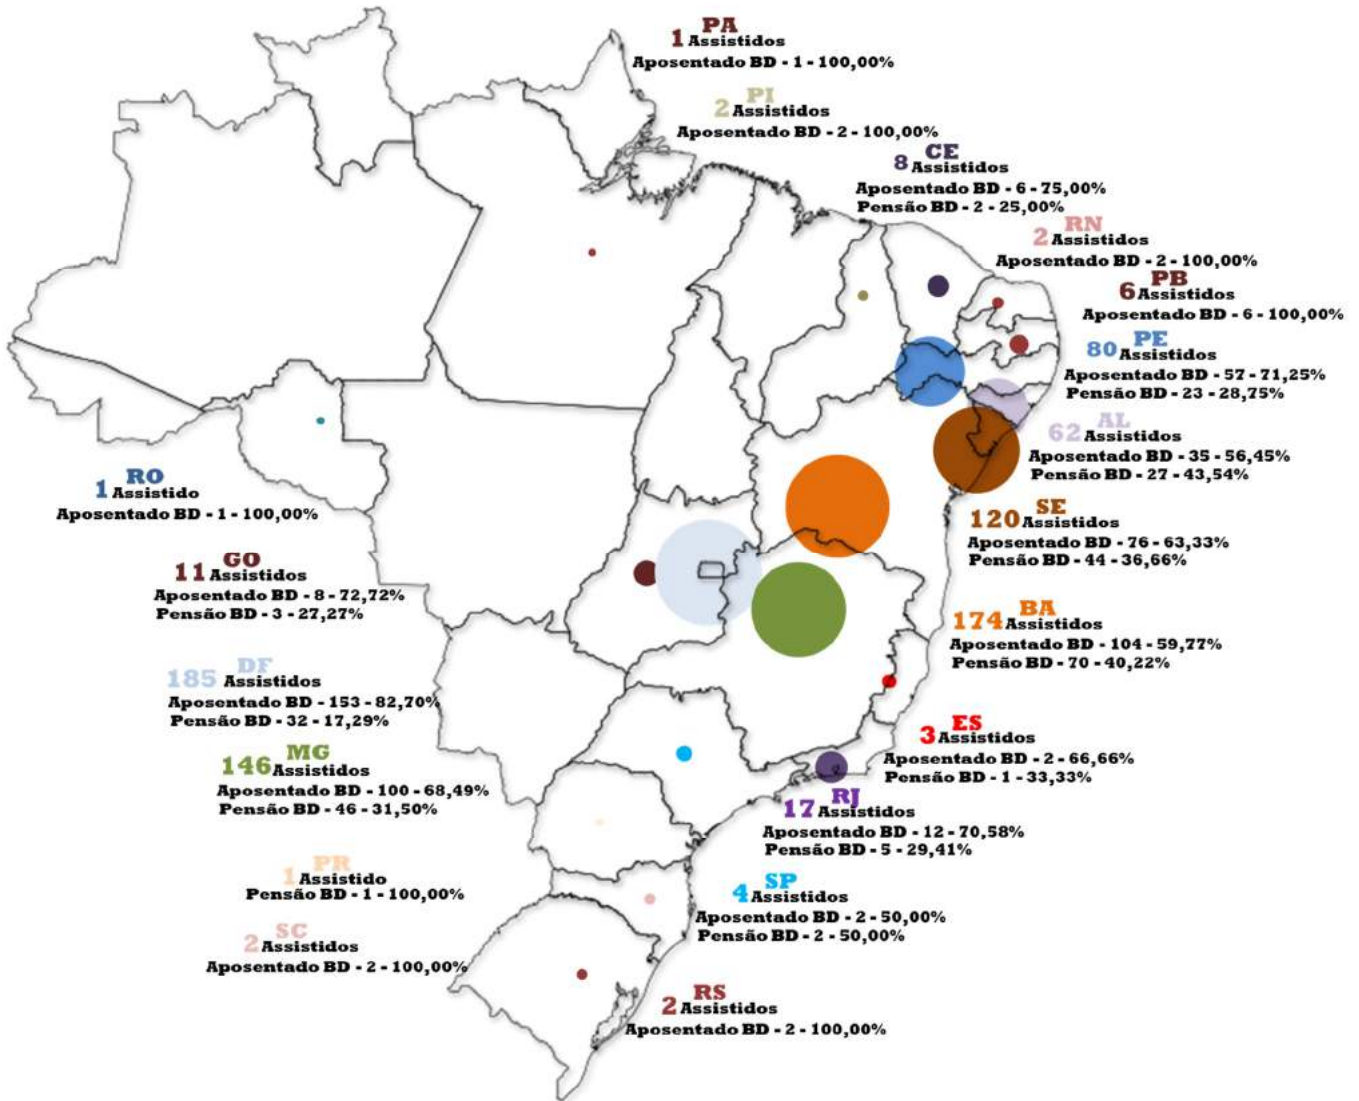 PA
1 Assistidos
Aposentado BD - 1 - 100,00%
PI
2 Assistidos
Aposentado BD - 2 - 100,00%
CE
8 Assistidos
Aposentado BD - 6 - 75,00%
Pensão BD - 2 - 25,00%
RN
2 Assistidos
Aposentado BD - 2 - 100,00%
PB
6 Assistidos
Aposentado BD - 6 - 100,00%
PE
80 Assistidos
Aposentado BD - 57 - 71,25%
Pensão BD - 23 - 28,75%
AL
62 Assistidos
Aposentado BD - 35 - 56,45%
Pensão BD - 27 - 43,54%
SE
120 Assistidos
Aposentado BD - 76 - 63,33%
Pensão BD - 44 - 36,66%
BA
174 Assistidos
Aposentado BD - 104 - 59,77%
Pensão BD - 70 - 40,22%
ES
3 Assistidos
Aposentado BD - 2 - 66,66%
Pensão BD - 1 - 33,33%
RJ
17 Assistidos
Aposentado BD - 12 - 70,58%
Pensão BD - 5 - 29,41%
SP
4 Assistidos
Aposentado BD - 2 - 50,00%
Pensão BD - 2 - 50,00%
RS
2 Assistidos
Aposentado BD - 2 - 100,00%
RO
1 Assistido
Aposentado BD - 1 - 100,00%
GO
11 Assistidos
Aposentado BD - 8 - 72,72%
Pensão BD - 3 - 27,27%
DF
185 Assistidos
Aposentado BD - 153 - 82,70%
Pensão BD - 32 - 17,29%
MG
146 Assistidos
Aposentado BD - 100 - 68,49%
Pensão BD - 46 - 31,50%
PR
1 Assistido
Pensão BD - 1 - 100,00%
SC
2 Assistidos
Aposentado BD - 2 - 100,00%